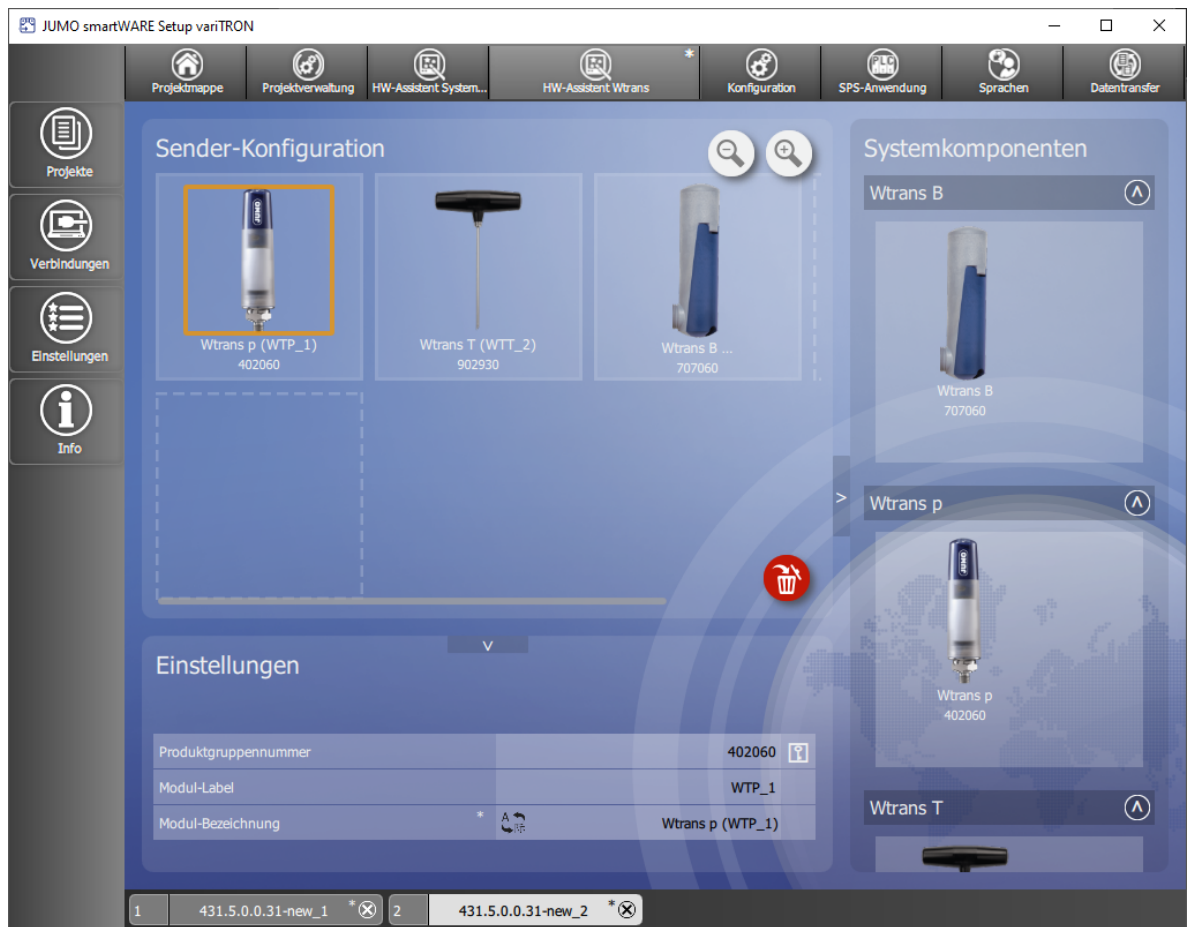 JUMO smartWARE Setup variTRON
Projektmappe
Projektverwaltung
HW-Assistent System...
HW-Assistent Wtrans *
Konfiguration
SPS-Anwendung
Sprachen
Datentransfer
Projekte
Verbindungen
Einstellungen
Info
Sender-Konfiguration
Wtrans p (WTP_1)
402060
Wtrans T (WTT_2)
902930
Wtrans B ...
707060
Einstellungen
Produktgruppennummer 402060
Modul-Label WTP_1
Modul-Bezeichnung * Wtrans p (WTP_1)
Systemkomponenten
Wtrans B
Wtrans B
707060
Wtrans p
Wtrans p
402060
Wtrans T
1 431.5.0.0.31-new_1 *
2 431.5.0.0.31-new_2 *